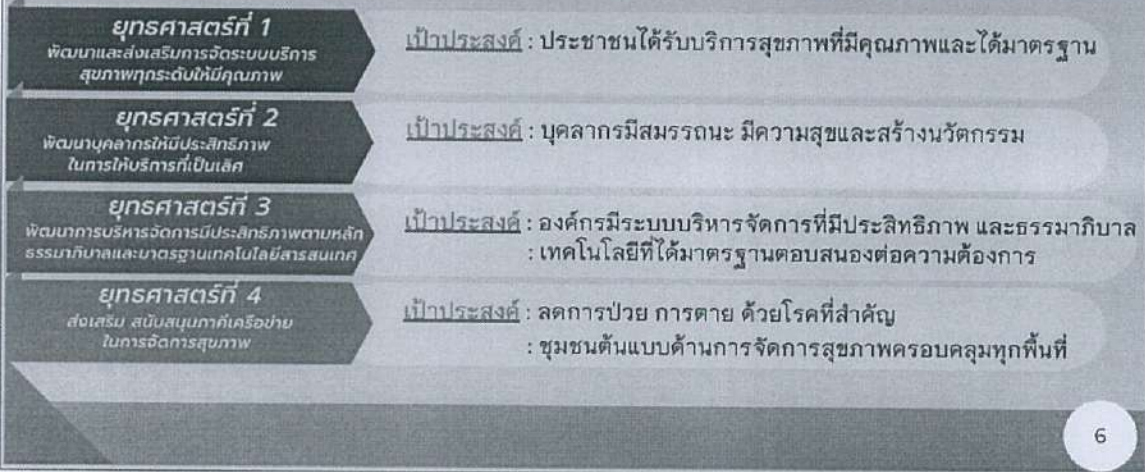 ยุทธศาสตร์ที่ 1
พัฒนาและส่งเสริมการจัดระบบบริการ
สุขภาพทุกระดับให้มีคุณภาพ
เป้าประสงค์ : ประชาชนได้รับบริการสุขภาพที่มีคุณภาพและได้มาตรฐาน
ยุทธศาสตร์ที่ 2
พัฒนาบุคลากรให้มีประสิทธิภาพ
ในการให้บริการที่เป็นเลิศ
เป้าประสงค์ : บุคลากรมีสมรรถนะ มีความสุขและสร้างนวัตกรรม
ยุทธศาสตร์ที่ 3
พัฒนาการบริหารจัดการมีประสิทธิภาพตามหลัก
ธรรมาภิบาลและมาตรฐานเทคโนโลยีสารสนเทศ
เป้าประสงค์ : องค์กรมีระบบบริหารจัดการที่มีประสิทธิภาพ และธรรมาภิบาล
: เทคโนโลยีที่ได้มาตรฐานตอบสนองต่อความต้องการ
ยุทธศาสตร์ที่ 4
ส่งเสริม สนับสนุนภาคีเครือข่าย
ในการจัดการสุขภาพ
เป้าประสงค์ : ลดการป่วย การตาย ด้วยโรคที่สำคัญ
: ชุมชนต้นแบบด้านการจัดการสุขภาพครอบคลุมทุกพื้นที่
6